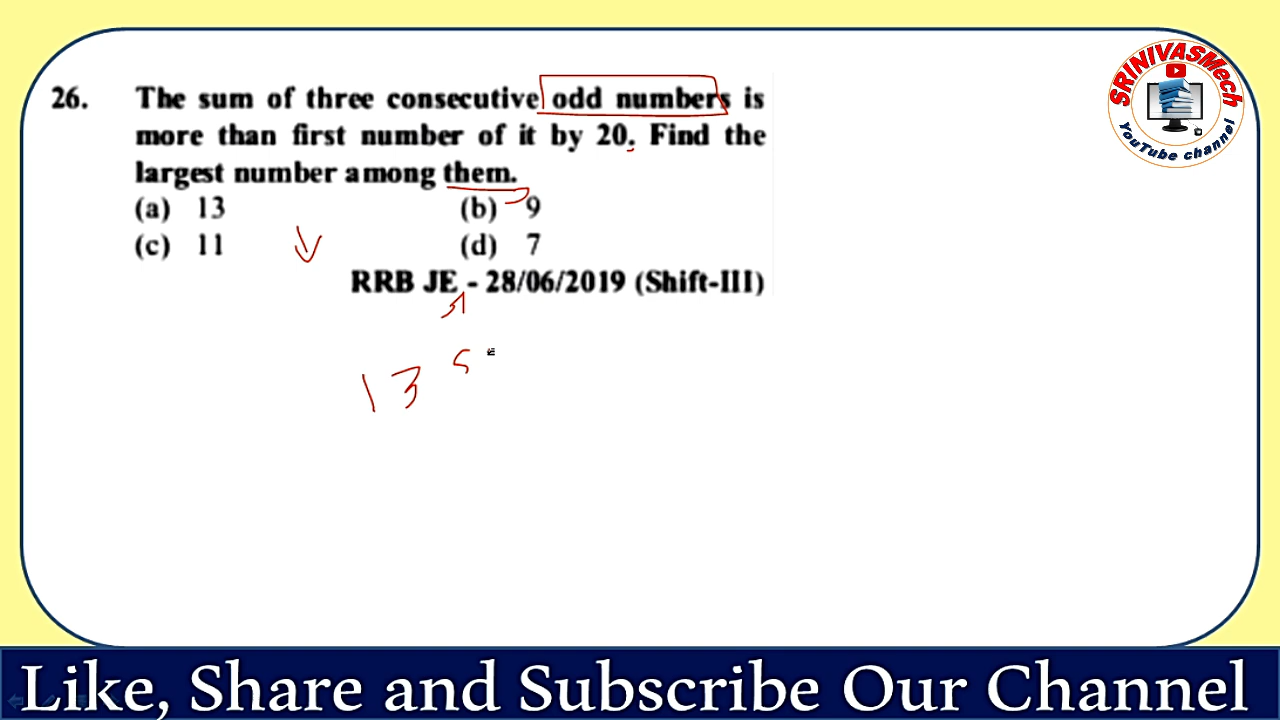 SRINIVASMech
YouTube channel
26. The sum of three consecutive odd numbers is
more than first number of it by 20. Find the
largest number among them.
(a) 13 (b) 9
(c) 11 (d) 7
RRB JE - 28/06/2019 (Shift-III)
1 3 5
Like, Share and Subscribe Our Channel